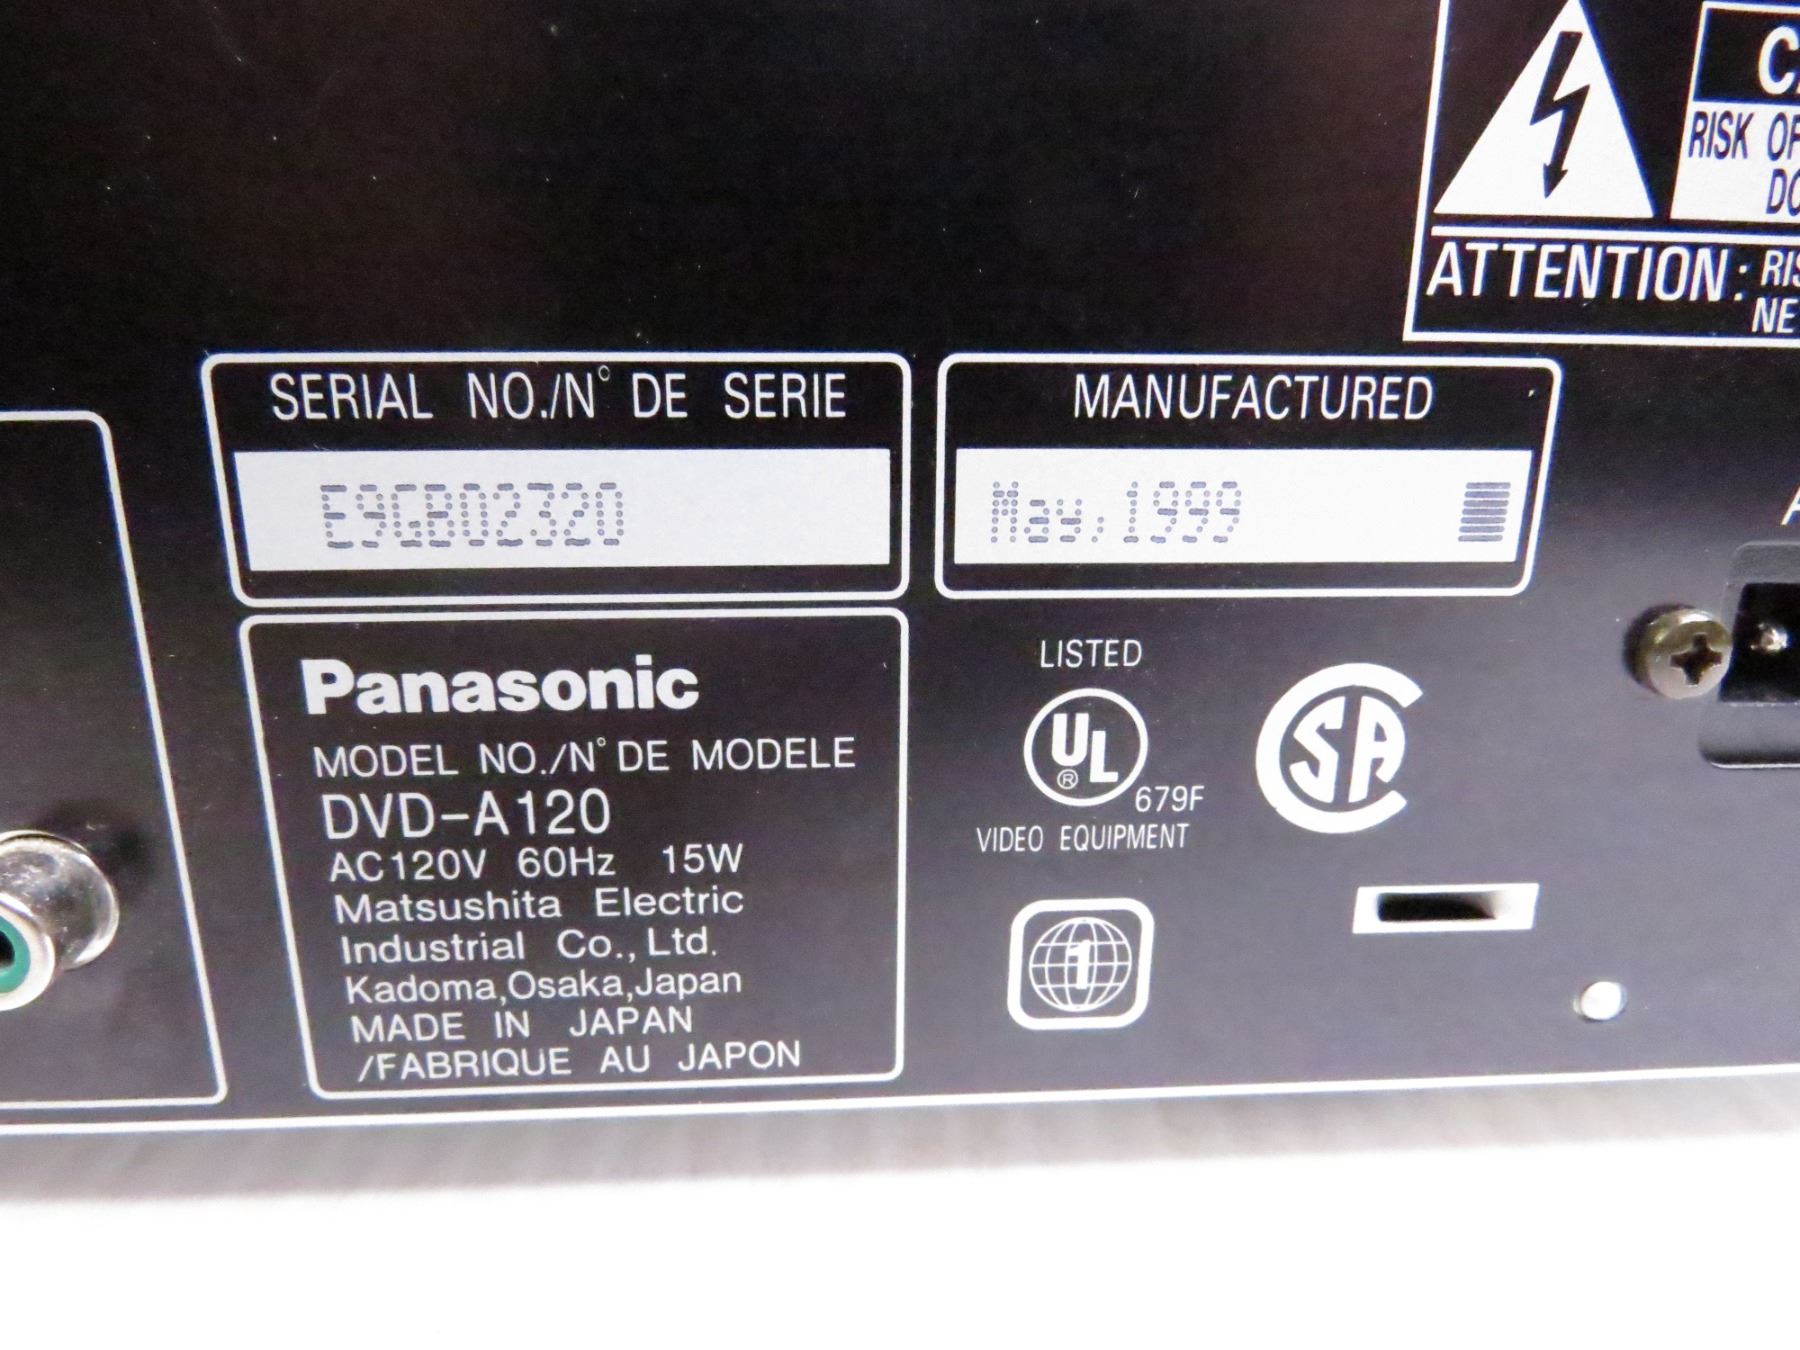 RISK OF
DO
ATTENTION: RIS
NE
SERIAL NO./N° DE SERIE
E9GB02320
MANUFACTURED
May,1999
Panasonic
MODEL NO./N° DE MODELE
DVD-A120
AC120V 60Hz 15W
Matsushita Electric
Industrial Co., Ltd.
Kadoma,Osaka,Japan
MADE IN JAPAN
/FABRIQUE AU JAPON
LISTED
UL ®
679F
VIDEO EQUIPMENT
SA
1